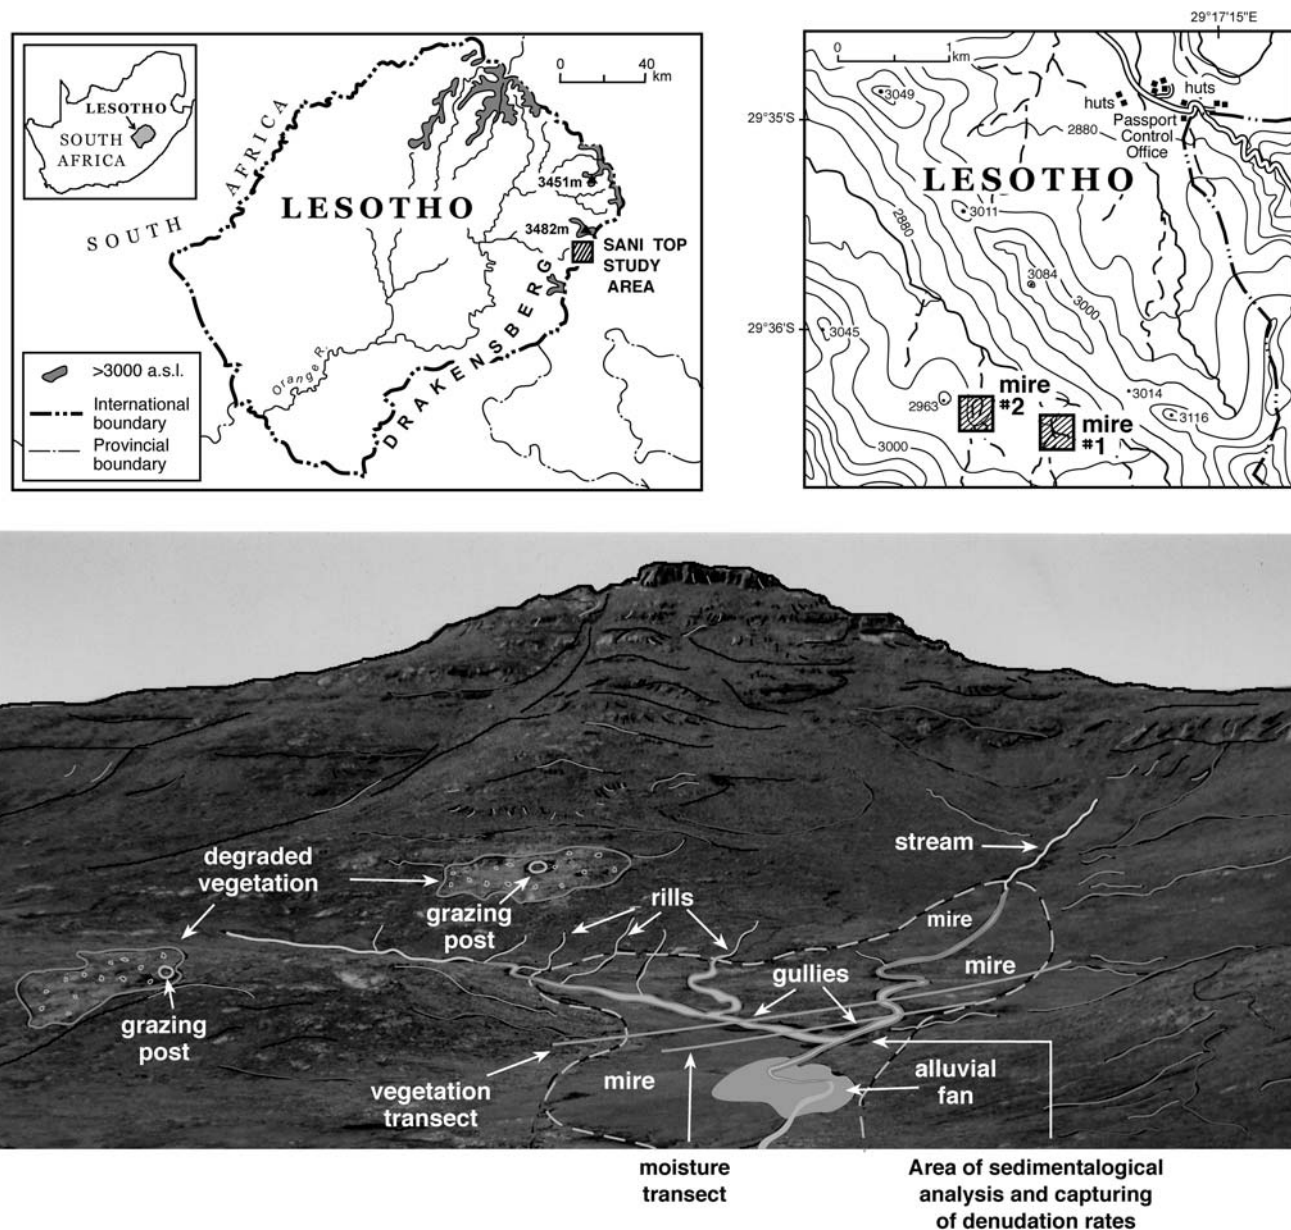 LESOTHO
SOUTH
AFRICA
SOUTH AFRICA
0 40
km
3451m
LESOTHO
3482m
SANI TOP
STUDY
AREA
DRAKENSBERG
Orange R.
>3000 a.s.l.
International
boundary
Provincial
boundary
29°17'15"E
0 1
km
3049
huts
huts
29°35'S
2880
Passport
Control
Office
LESOTHO
3011
2880
3084
3000
29°36'S
3045
mire
#2
2963
3014
3116
mire
#1
3000
stream
degraded
vegetation
grazing
post
rills
mire
mire
gullies
grazing
post
mire
alluvial
fan
vegetation
transect
moisture
transect
Area of sedimentalogical
analysis and capturing
of denudation rates